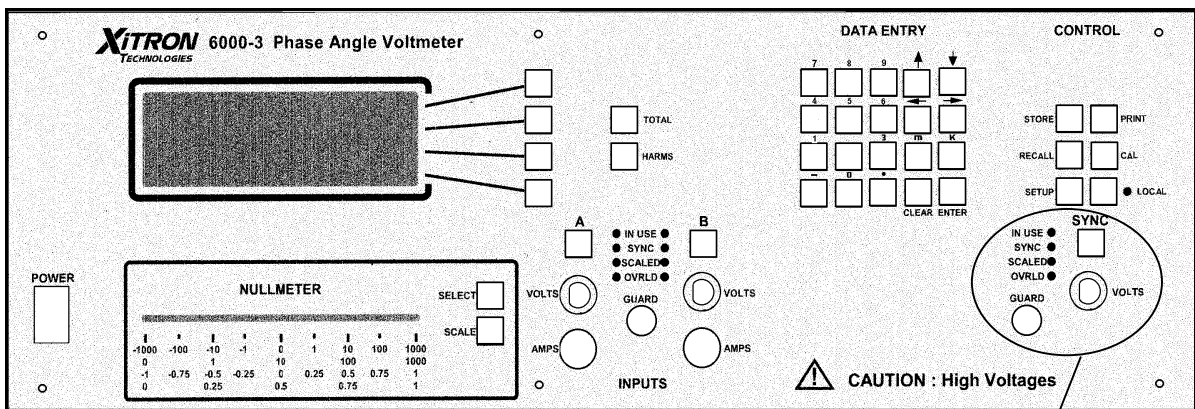 XiTRON 6000-3 Phase Angle Voltmeter
TECHNOLOGIES
DATA ENTRY
CONTROL
7 8 9
4 5 6
1 3 m K
- 0 •
CLEAR ENTER
TOTAL
HARMS
STORE PRINT
RECALL CAL
SETUP LOCAL
POWER
NULLMETER
SELECT
SCALE
-1000 -100 -10 -1 0 1 10 100 1000
0 1 10 100 1000
-1 -0.75 -0.5 -0.25 0 0.25 0.5 0.75 1
0 0.25 0.5 0.75 1
A B
IN USE
SYNC
SCALED
OVRLD
VOLTS GUARD VOLTS
AMPS AMPS
INPUTS
SYNC
IN USE
SYNC
SCALED
OVRLD
GUARD VOLTS
CAUTION : High Voltages